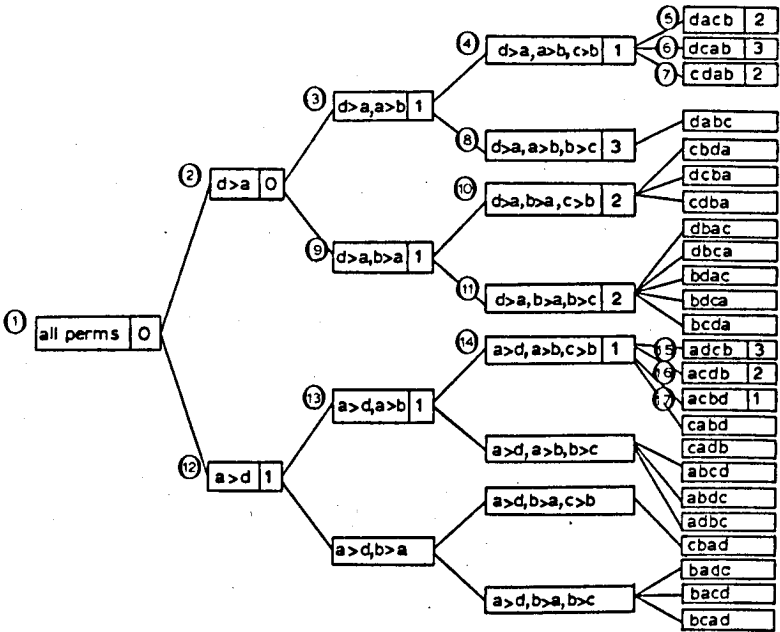 ① all perms 0
② d>a 0
③ d>a,a>b 1
④ d>a,a>b,c>b 1
⑤ dacb 2
⑥ dcab 3
⑦ cdab 2
⑧ d>a,a>b,b>c 3
dabc
⑨ d>a,b>a 1
⑩ d>a,b>a,c>b 2
cbda
dcba
cdba
⑪ d>a,b>a,b>c 2
dbac
dbca
bdac
bdca
bcda
⑫ a>d 1
⑬ a>d,a>b 1
⑭ a>d,a>b,c>b 1
⑮ adcb 3
⑯ acdb 2
⑰ acbd 1
cabd
cadb
a>d,a>b,b>c
abcd
abdc
adbc
a>d,b>a
a>d,b>a,c>b
cbad
a>d,b>a,b>c
badc
bacd
bcad